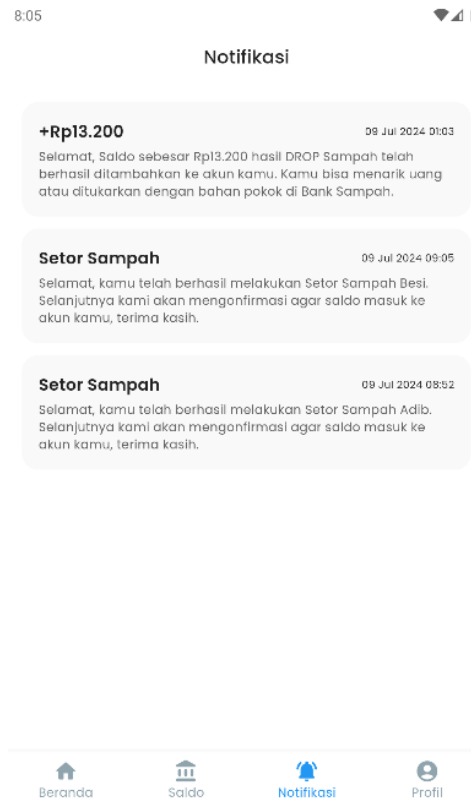 8:05
Notifikasi
+Rp13.200
09 Jul 2024 01:03
Selamat, Saldo sebesar Rp13.200 hasil DROP Sampah telah
berhasil ditambahkan ke akun kamu. Kamu bisa menarik uang
atau ditukarkan dengan bahan pokok di Bank Sampah.
Setor Sampah
09 Jul 2024 09:05
Selamat, kamu telah berhasil melakukan Setor Sampah Besi.
Selanjutnya kami akan mengonfirmasi agar saldo masuk ke
akun kamu, terima kasih.
Setor Sampah
09 Jul 2024 08:52
Selamat, kamu telah berhasil melakukan Setor Sampah Adib.
Selanjutnya kami akan mengonfirmasi agar saldo masuk ke
akun kamu, terima kasih.
Beranda
Saldo
Notifikasi
Profil